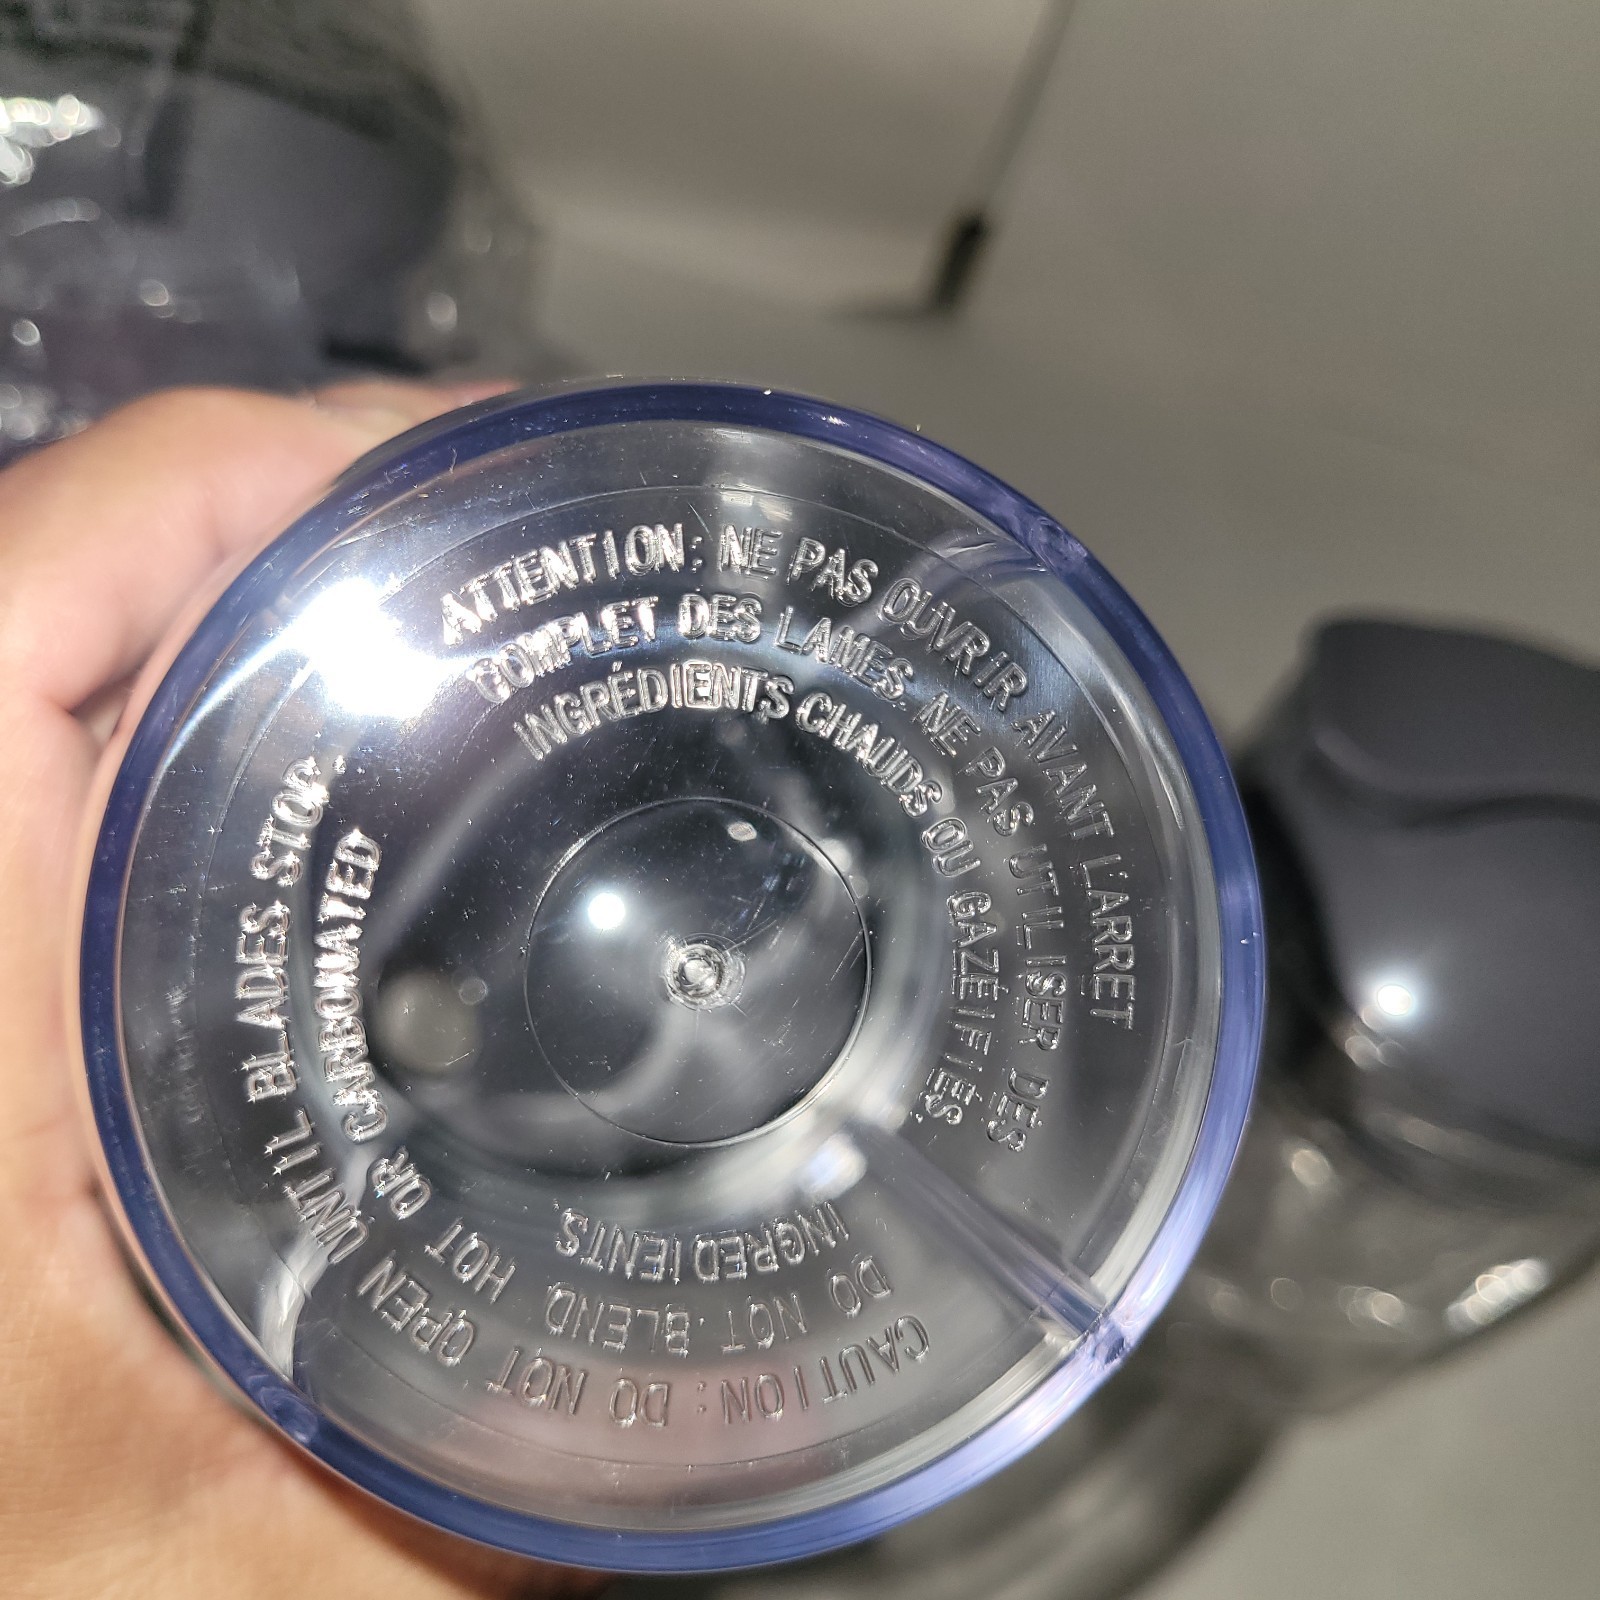 ATTENTION: NE PAS OUVRIR AVANT L'ARRET
COMPLET DES LAMES. NE PAS UTILISER DES
INGRÉDIENTS CHAUDS OU GAZÉIFIÉS.
CAUTION: DO NOT OPEN UNTIL BLADES STOP.
DO NOT BLEND HOT OR CARBONATED
INGREDIENTS.